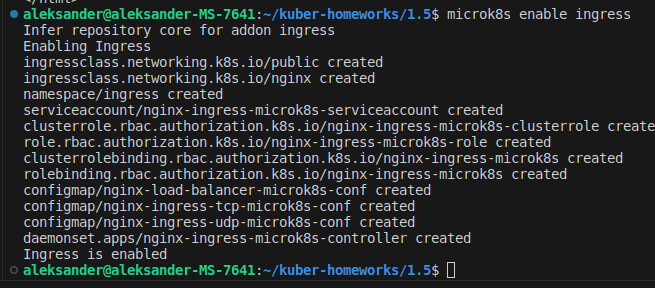 </html>
aleksander@aleksander-MS-7641:~/kuber-homeworks/1.5$ microk8s enable ingress
Infer repository core for addon ingress
Enabling Ingress
ingressclass.networking.k8s.io/public created
ingressclass.networking.k8s.io/nginx created
namespace/ingress created
serviceaccount/nginx-ingress-microk8s-serviceaccount created
clusterrole.rbac.authorization.k8s.io/nginx-ingress-microk8s-clusterrole create
role.rbac.authorization.k8s.io/nginx-ingress-microk8s-role created
clusterrolebinding.rbac.authorization.k8s.io/nginx-ingress-microk8s created
rolebinding.rbac.authorization.k8s.io/nginx-ingress-microk8s created
configmap/nginx-load-balancer-microk8s-conf created
configmap/nginx-ingress-tcp-microk8s-conf created
configmap/nginx-ingress-udp-microk8s-conf created
daemonset.apps/nginx-ingress-microk8s-controller created
Ingress is enabled
aleksander@aleksander-MS-7641:~/kuber-homeworks/1.5$